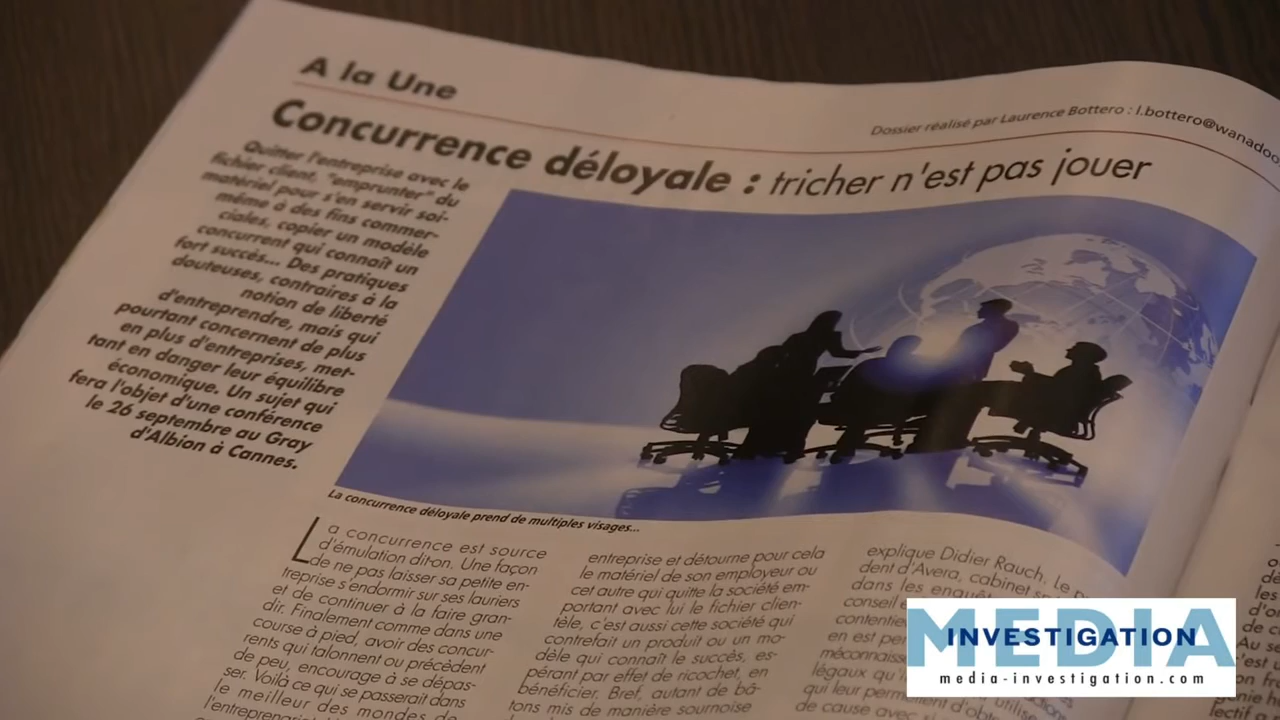 A la Une
Dossier réalisé par Laurence Bottero : l.bottero@wanadoo
Concurrence déloyale : tricher n'est pas jouer
Quitter l'entreprise avec le
fichier client, "emprunter" du
matériel pour s'en servir soi-
même à des fins commer-
ciales, copier un modèle
concurrent qui connaît un
fort succès... Des pratiques
douteuses, contraires à la
notion de liberté
d'entreprendre, mais qui
pourtant concernent de plus
en plus d'entreprises, met-
tant en danger leur équilibre
économique. Un sujet qui
fera l'objet d'une conférence
le 26 septembre au Gray
d'Albion à Cannes.
La concurrence déloyale prend de multiples visages...
La concurrence est source
d'émulation dit-on. Une façon
de ne pas laisser sa petite en-
treprise s'endormir sur ses lauriers
et de continuer à la faire gran-
dir. Finalement comme dans une
course à pied, avoir des concur-
rents qui talonnent ou précèdent
de peu, encourage à se dépas-
ser. Voilà ce qui se passerait dans
le meilleur des mondes de
entreprise et détourne pour cela
le matériel de son employeur ou
cet autre qui quitte la société em-
portant avec lui le fichier clien-
tèle, c'est aussi cette société qui
contrefait un produit ou un mo-
dèle qui connaît le succès, es-
pérant par effet de ricochet, en
bénéficier. Bref, autant de bâ-
tons mis de manière sournoise
explique Didier Rauch. Le
dent d'Avera, cabinet
dans les
conseil
en est
légaux qu'
qui leur
de cause avec
MEDIA
INVESTIGATION
media-investigation.com